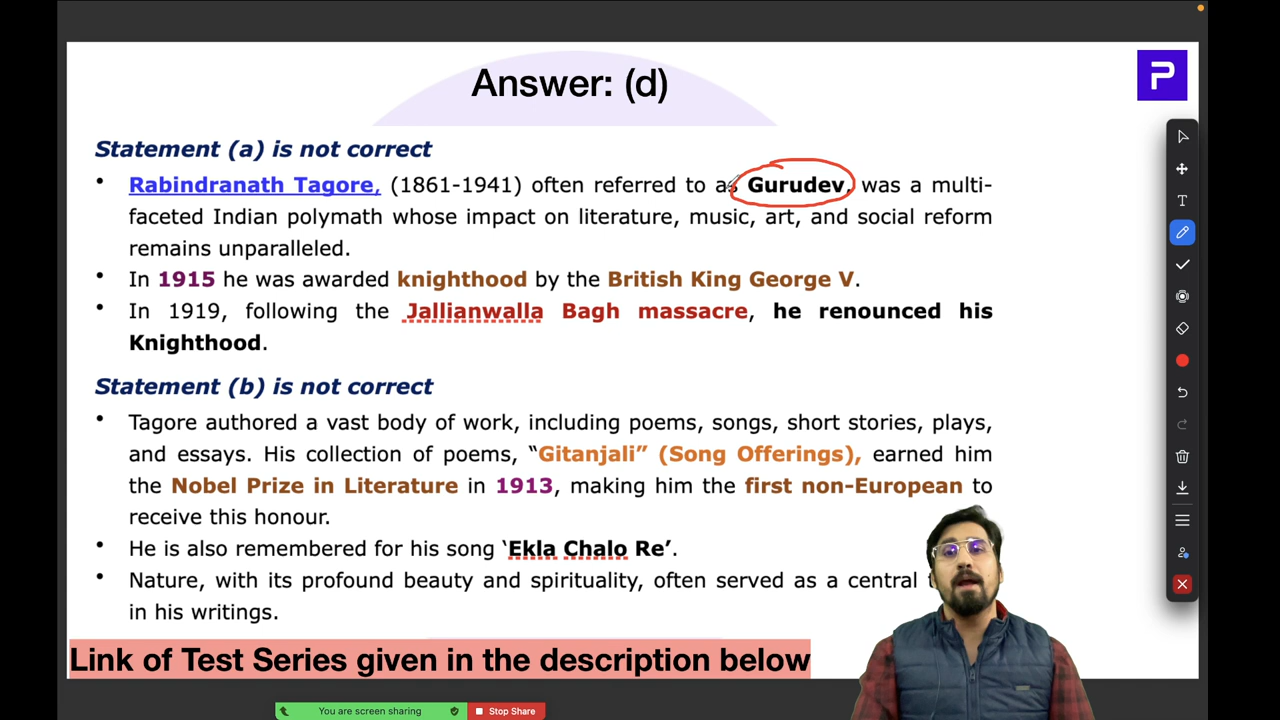 Answer: (d)
P
Statement (a) is not correct
• Rabindranath Tagore, (1861-1941) often referred to as Gurudev, was a multi-
faceted Indian polymath whose impact on literature, music, art, and social reform
remains unparalleled.
• In 1915 he was awarded knighthood by the British King George V.
• In 1919, following the Jallianwalla Bagh massacre, he renounced his
Knighthood.
Statement (b) is not correct
• Tagore authored a vast body of work, including poems, songs, short stories, plays,
and essays. His collection of poems, “Gitanjali” (Song Offerings), earned him
the Nobel Prize in Literature in 1913, making him the first non-European to
receive this honour.
• He is also remembered for his song ‘Ekla Chalo Re’.
• Nature, with its profound beauty and spirituality, often served as a central
in his writings.
Link of Test Series given in the description below
You are screen sharing
Stop Share